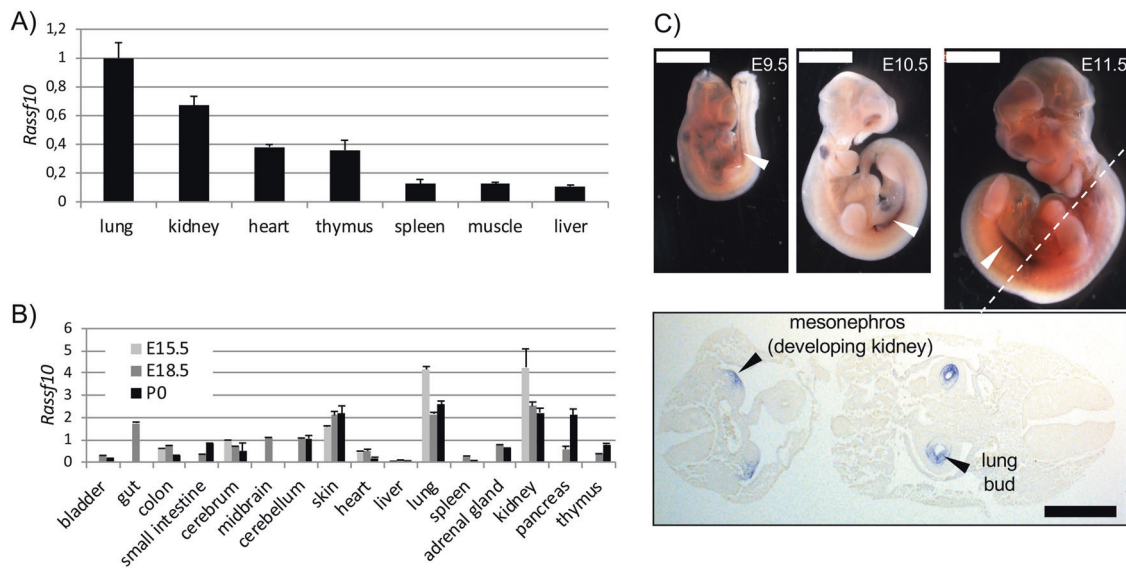 A)
1,2
1
0,8
0,6
0,4
0,2
0
Rassf10
lung kidney heart thymus spleen muscle liver
B)
6
5
4
3
2
1
0
Rassf10
E15.5
E18.5
P0
bladder
gut
colon
small intestine
cerebrum
midbrain
cerebellum
skin
heart
liver
lung
spleen
adrenal gland
kidney
pancreas
thymus
C)
E9.5
E10.5
E11.5
mesonephros
(developing kidney)
lung
bud